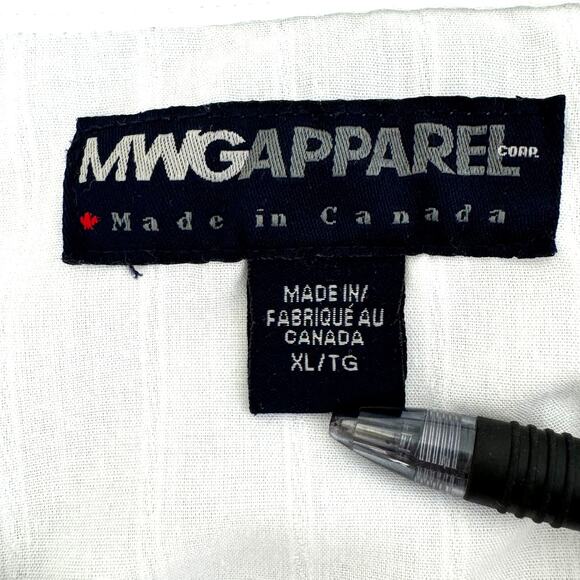 MWGAPPAREL CORP.
Made in Canada
MADE IN/
FABRIQUÉ AU
CANADA
XL/TG